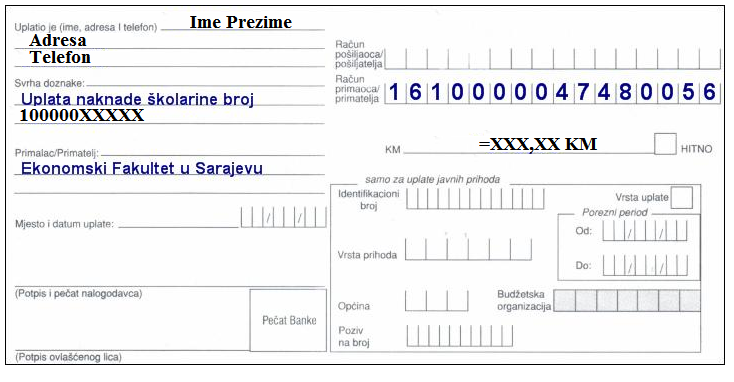 Uplatio je (ime, adresa I telefon) Ime Prezime
Adresa
Telefon
Svrha doznake:
Uplata naknade školarine broj
100000XXXXX
Primalac/Primatelj:
Ekonomski Fakultet u Sarajevu
Mjesto i datum uplate: / /
(Potpis i pečat nalogodavca)
Pečat Banke
(Potpis ovlašćenog lica)
Račun
pošiljaoca/
pošiljatelja
Račun
primaoca/
primatelja
1610000047480056
KM =XXX,XX KM HITNO
samo za uplate javnih prihoda
Identifikacioni
broj
Vrsta uplate
Porezni period
Od: / /
Do: / /
Vrsta prihoda
Općina
Budžetska
organizacija
Poziv
na broj